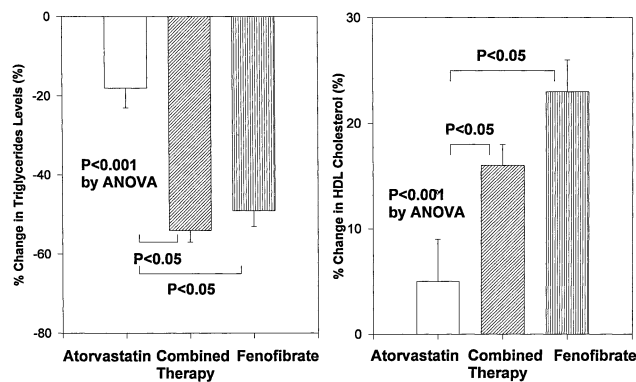 % Change in Triglycerides Levels (%)
0
-20
-40
-60
-80
P<0.001
by ANOVA
P<0.05
P<0.05
Atorvastatin Combined Fenofibrate
Therapy
% Change in HDL Cholesterol (%)
30
20
10
0
P<0.05
P<0.05
P<0.001
by ANOVA
Atorvastatin Combined Fenofibrate
Therapy